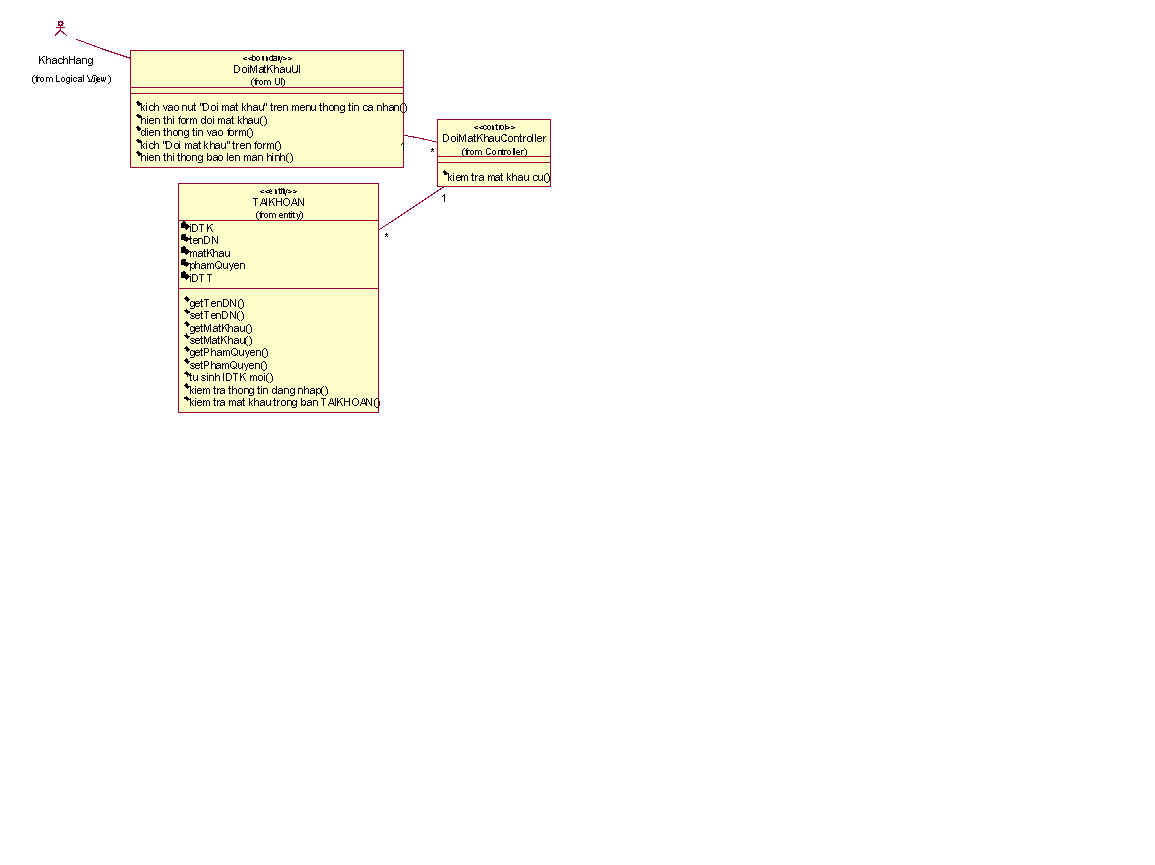 KhachHang
(from Logical View)
<<boundary>>
DoiMatKhauUI
(from UI)
kich vao nut "Doi mat khau" tren menu thong tin ca nhan()
hien thi form doi mat khau()
dien thong tin vao form()
kich "Doi mat khau" tren form()
hien thi thong bao len man hinh()
1
*
<<control>>
DoiMatKhauController
(from Controller)
kiem tra mat khau cu()
1
*
<<entity>>
TAIKHOAN
(from entity)
iDTK
tenDN
matKhau
phamQuyen
iDTT
getTenDN()
setTenDN()
getMatKhau()
setMatKhau()
getPhamQuyen()
setPhamQuyen()
tu sinh IDTK moi()
kiem tra thong tin dang nhap()
kiem tra mat khau trong ban TAIKHOAN()